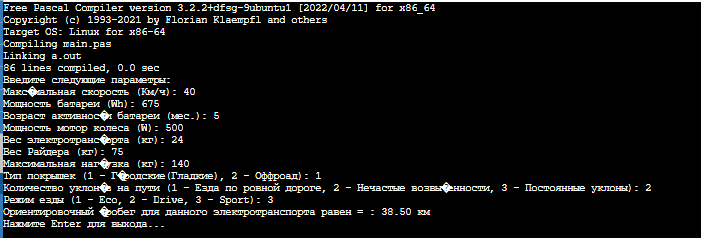 Free Pascal Compiler version 3.2.2+dfsg-9ubuntu1 [2022/04/11] for x86_64
Copyright (c) 1993-2021 by Florian Klaempfl and others
Target OS: Linux for x86-64
Compiling main.pas
Linking a.out
86 lines compiled, 0.0 sec
Введите следующие параметры:
Макс�мальная скорость (Км/ч): 40
Мощность батареи (Wh): 675
Возраст активнос�и батареи (мес.): 5
Мощность мотор колеса (W): 500
Вес электротранс�орта (кг): 24
Вес Райдера (кг): 75
Максимальная наг�узка (кг): 140
Тип покрышек (1 - Г�родские(Гладкие), 2 - Оффроад): 1
Количество уклон�в на пути (1 - Езда по ровной дороге, 2 - Нечастые возвы�енности, 3 - Постоянные уклоны): 2
Режим езды (1 - Eco, 2 - Drive, 3 - Sport): 3
Ориентировочный �робег для данного электротранспорта равен = : 38.50 км
Нажмите Enter для выхода...